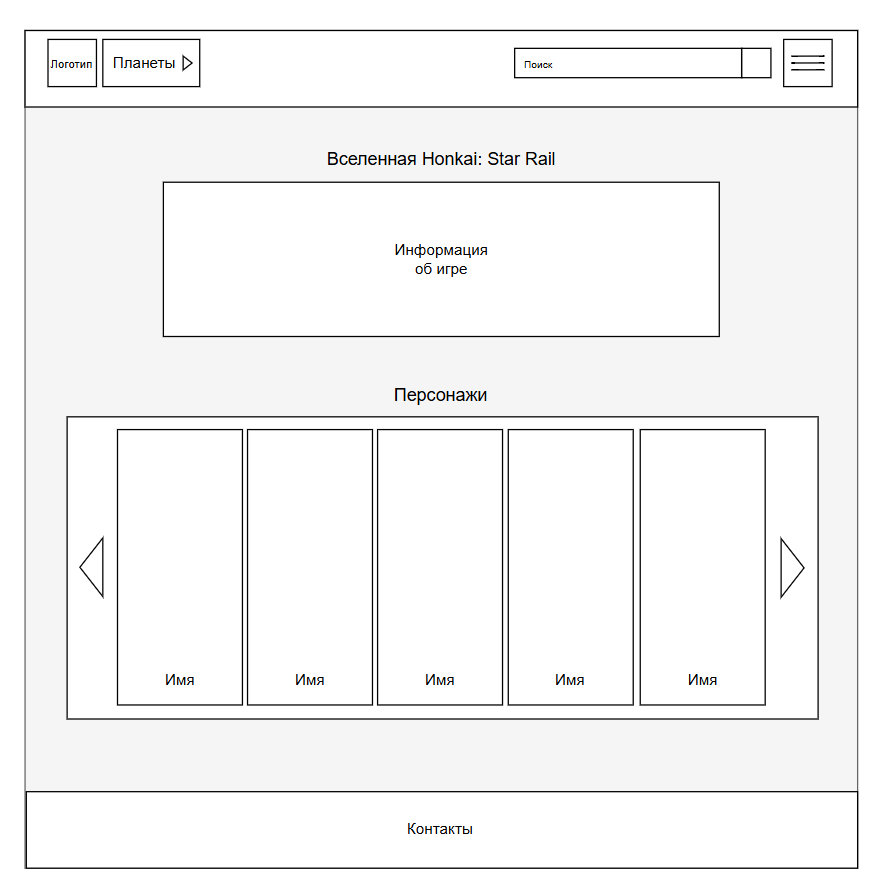 Логотип
Планеты
Поиск
Вселенная Honkai: Star Rail
Информация
об игре
Персонажи
Имя
Имя
Имя
Имя
Имя
Контакты